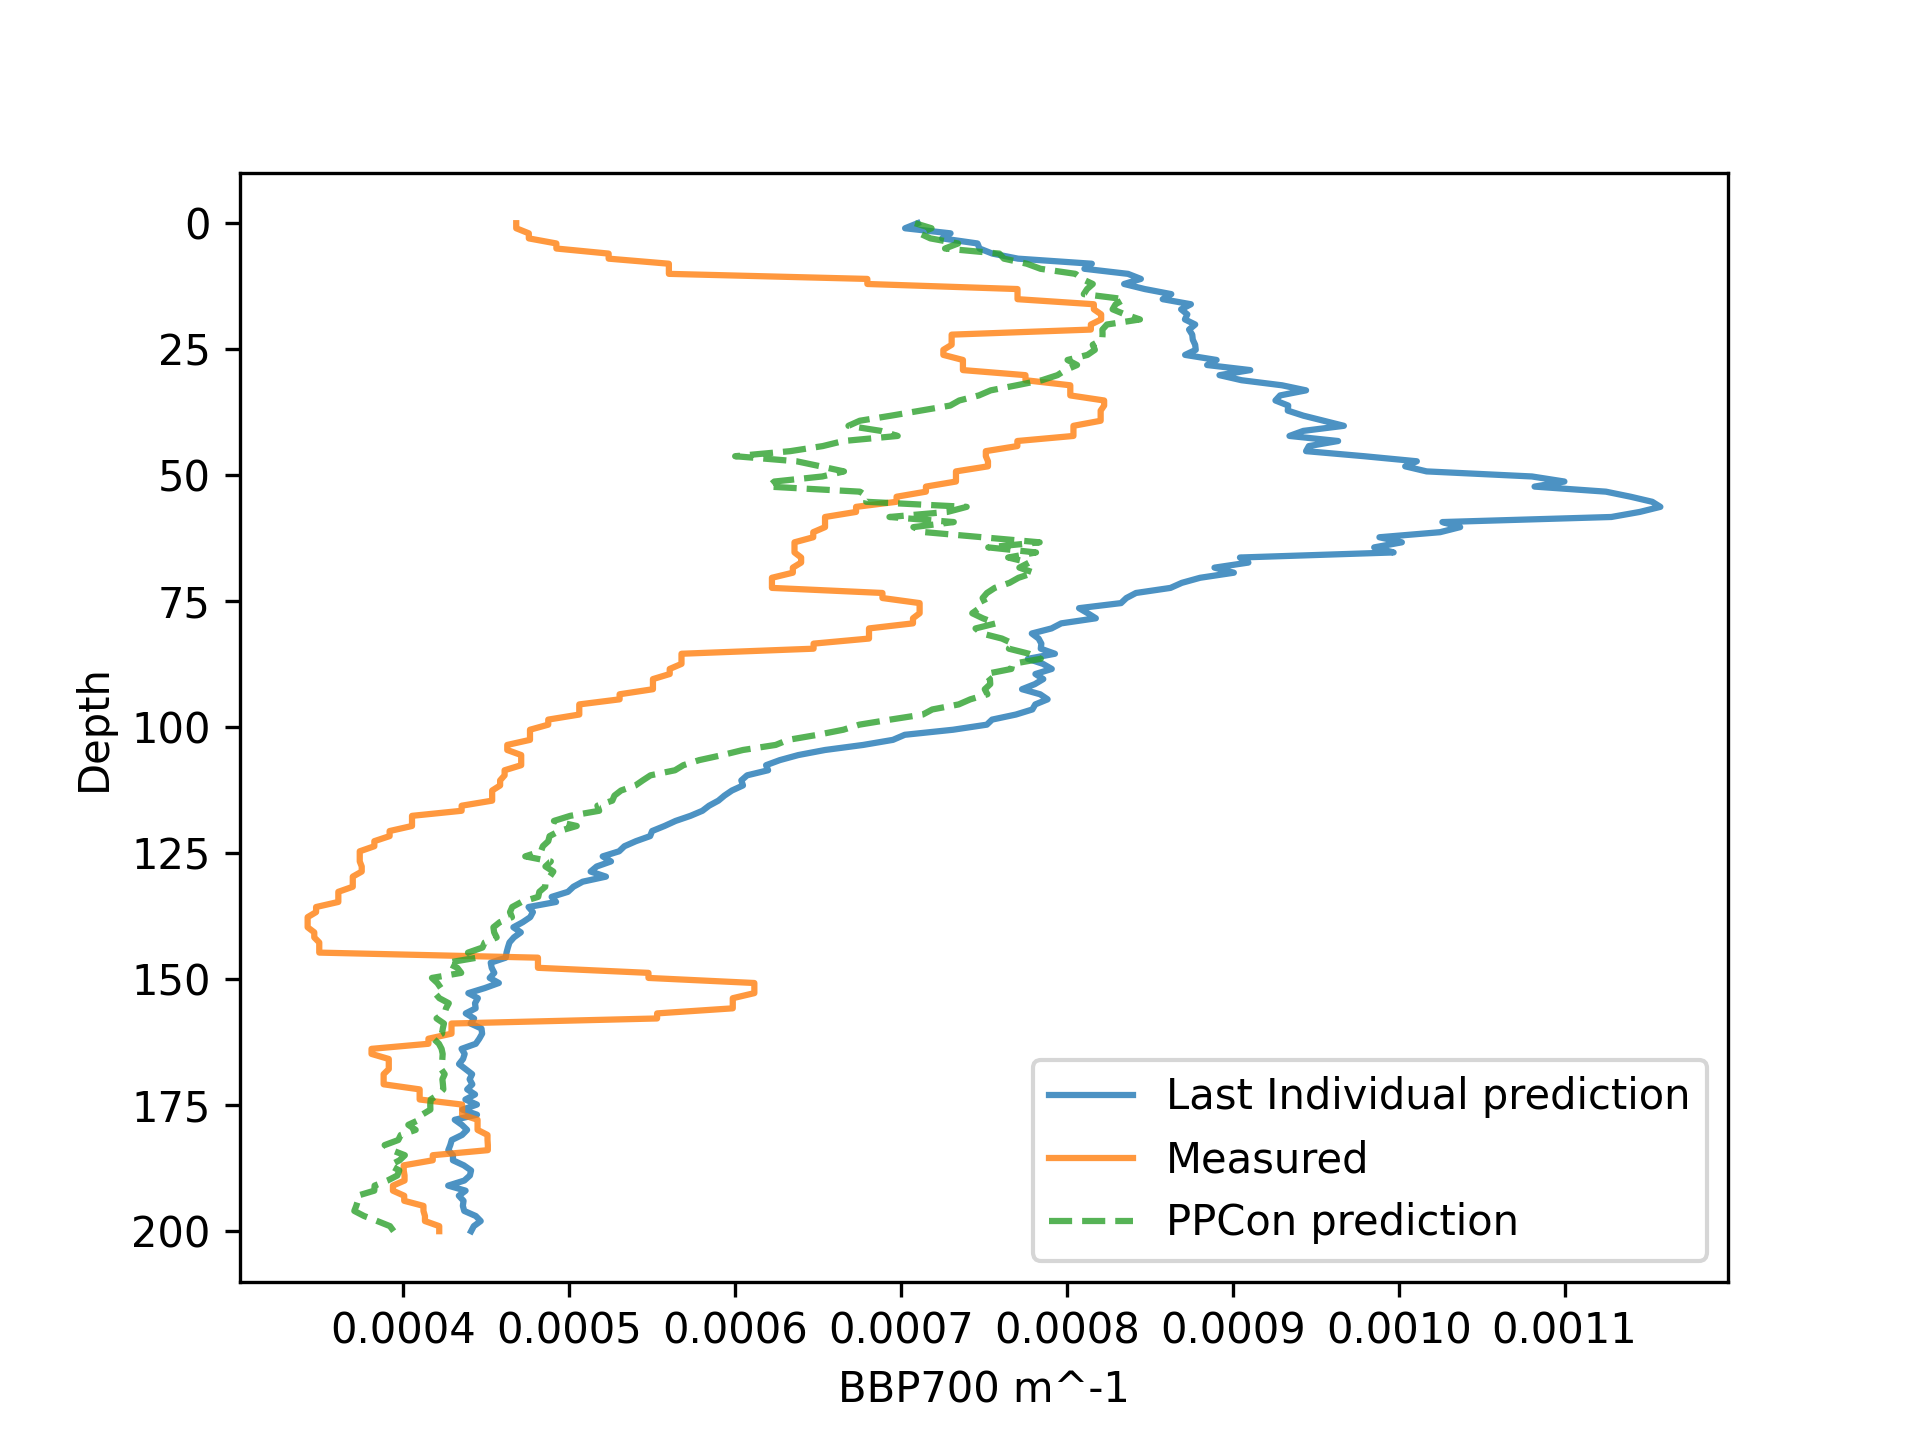 0
25
50
75
100
125
150
175
200
Depth
0.0004 0.0005 0.0006 0.0007 0.0008 0.0009 0.0010 0.0011
BBP700 m^-1
Last Individual prediction
Measured
PPCon prediction